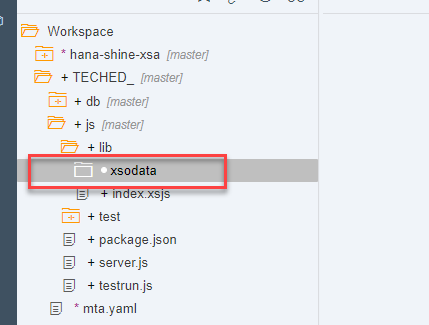 Workspace
* hana-shine-xsa [master]
+ TECHED_ [master]
+ db [master]
+ js [master]
+ lib
xsodata
+ index.xsjs
+ test
+ package.json
+ server.js
+ testrun.js
* mta.yaml